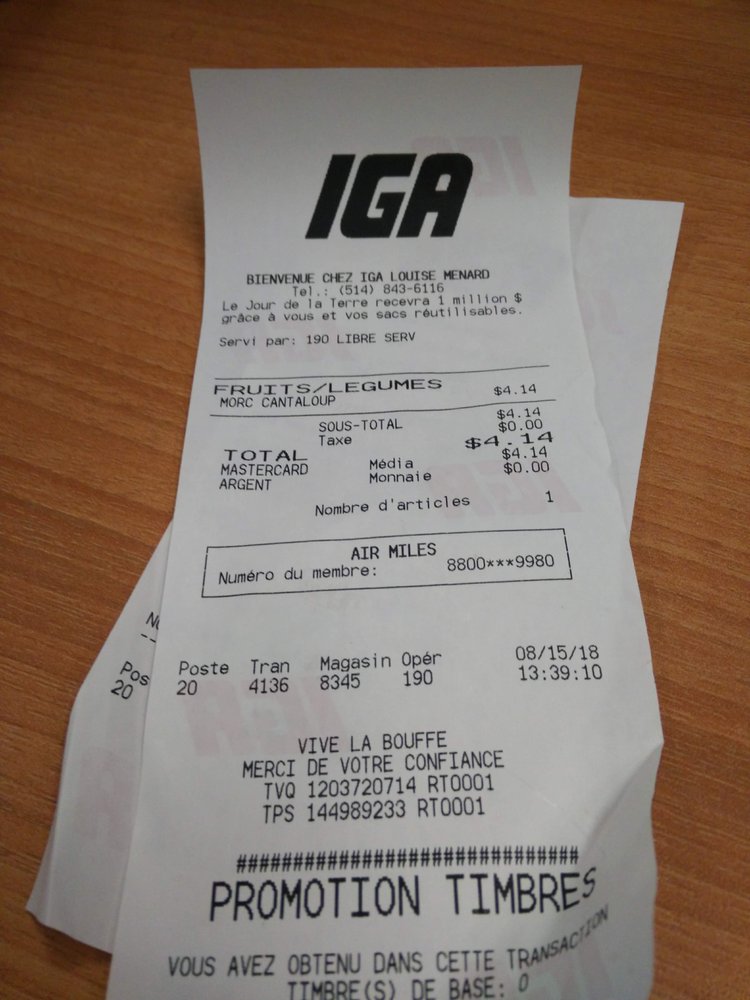 IGA
BIENVENUE CHEZ IGA LOUISE MENARD
Tel.: (514) 843-6116
Le Jour de la Terre recevra 1 million $
grâce à vous et vos sacs réutilisables.
Servi par: 190 LIBRE SERV
FRUITS/LEGUMES
MORC CANTALOUP $4.14
SOUS-TOTAL $4.14
Taxe $0.00
TOTAL $4.14
MASTERCARD Média $4.14
ARGENT Monnaie $0.00
Nombre d'articles 1
AIR MILES
Numéro du membre: 8800***9980
Poste Tran Magasin Opér 08/15/18
20 4136 8345 190 13:39:10
Pos
20
VIVE LA BOUFFE
MERCI DE VOTRE CONFIANCE
TVQ 1203720714 RT0001
TPS 144989233 RT0001
##############################
PROMOTION TIMBRES
VOUS AVEZ OBTENU DANS CETTE TRANSACTION
TIMBRE(S) DE BASE: 0